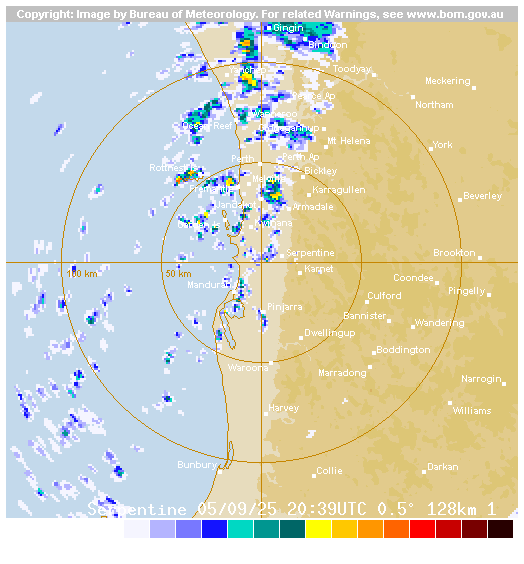 Copyright: Image by Bureau of Meteorology. For related Warnings, see www.bom.gov.au
Gingin
Bindoon
Toodyay
Meckering
Northam
Ocean Reef
Mt Helena
York
Perth
Perth Ap
Rottnest Is
Bickley
Karragullen
Beverley
Jandakot
Armadale
Serpentine
Brookton
100 km
50 km
Karnet
Coondee
Mandurah
Pingelly
Culford
Pinjarra
Bannister
Wandering
Dwellingup
Boddington
Waroona
Marradong
Narrogin
Harvey
Williams
Bunbury
Collie
Darkan
Serpentine 05/09/25 20:39UTC 0.5° 128km 1